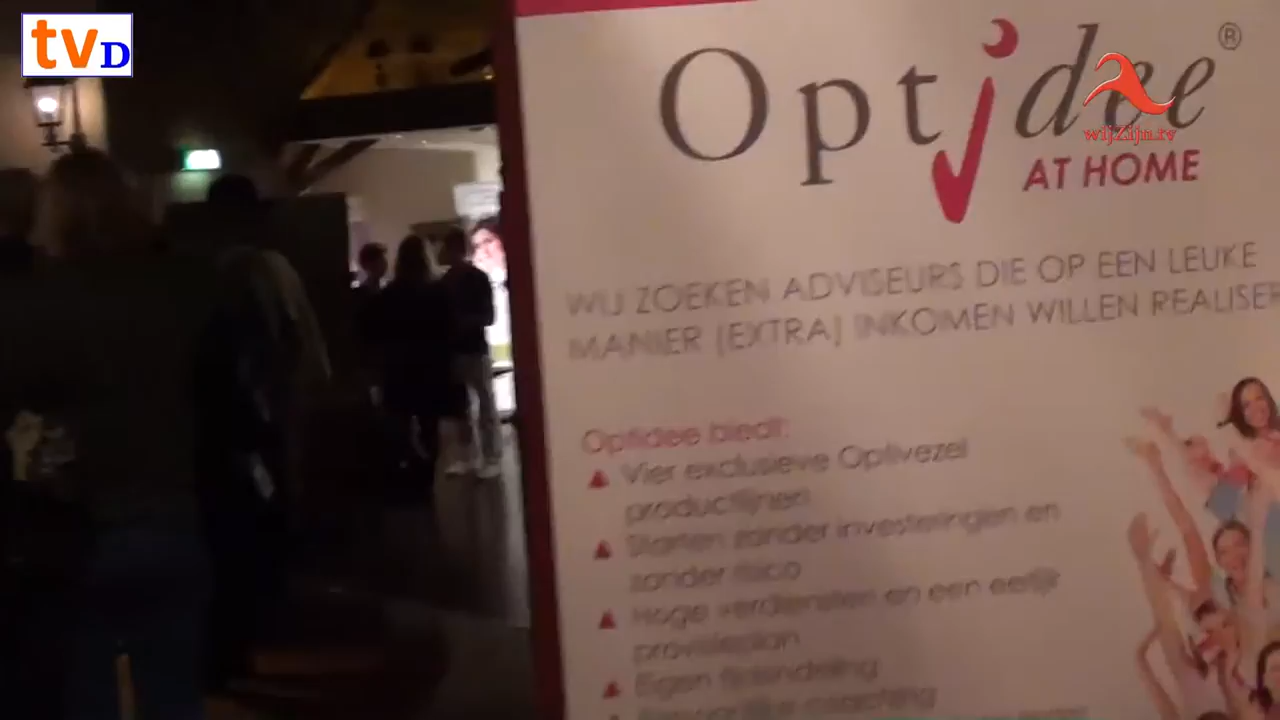 tvD
Optidee®
wijZijn.tv
AT HOME
WIJ ZOEKEN ADVISEURS DIE OP EEN LEUKE
MANIER (EXTRA) INKOMEN WILLEN REALISER
Optidee biedt:
Vier exclusieve Optivezel
productlijnen
Starten zonder investeringen en
zonder risico
Hoge verdiensten en een eerlijk
provisieplan
Eigen tijdsindeling
coaching